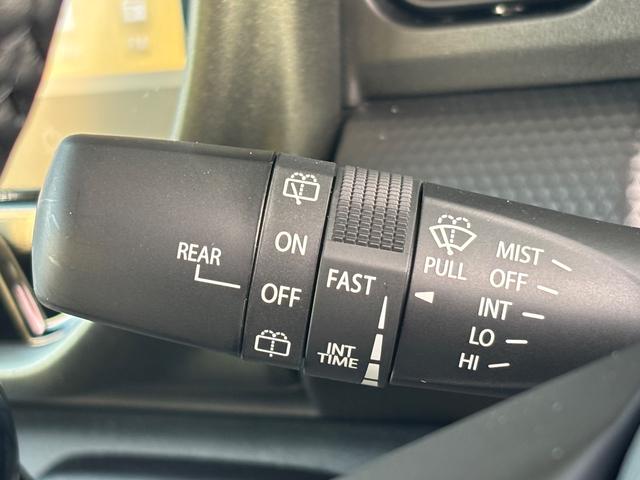 REAR
ON
OFF
FAST
INT
TIME
PULL
MIST
OFF
INT
LO
HI